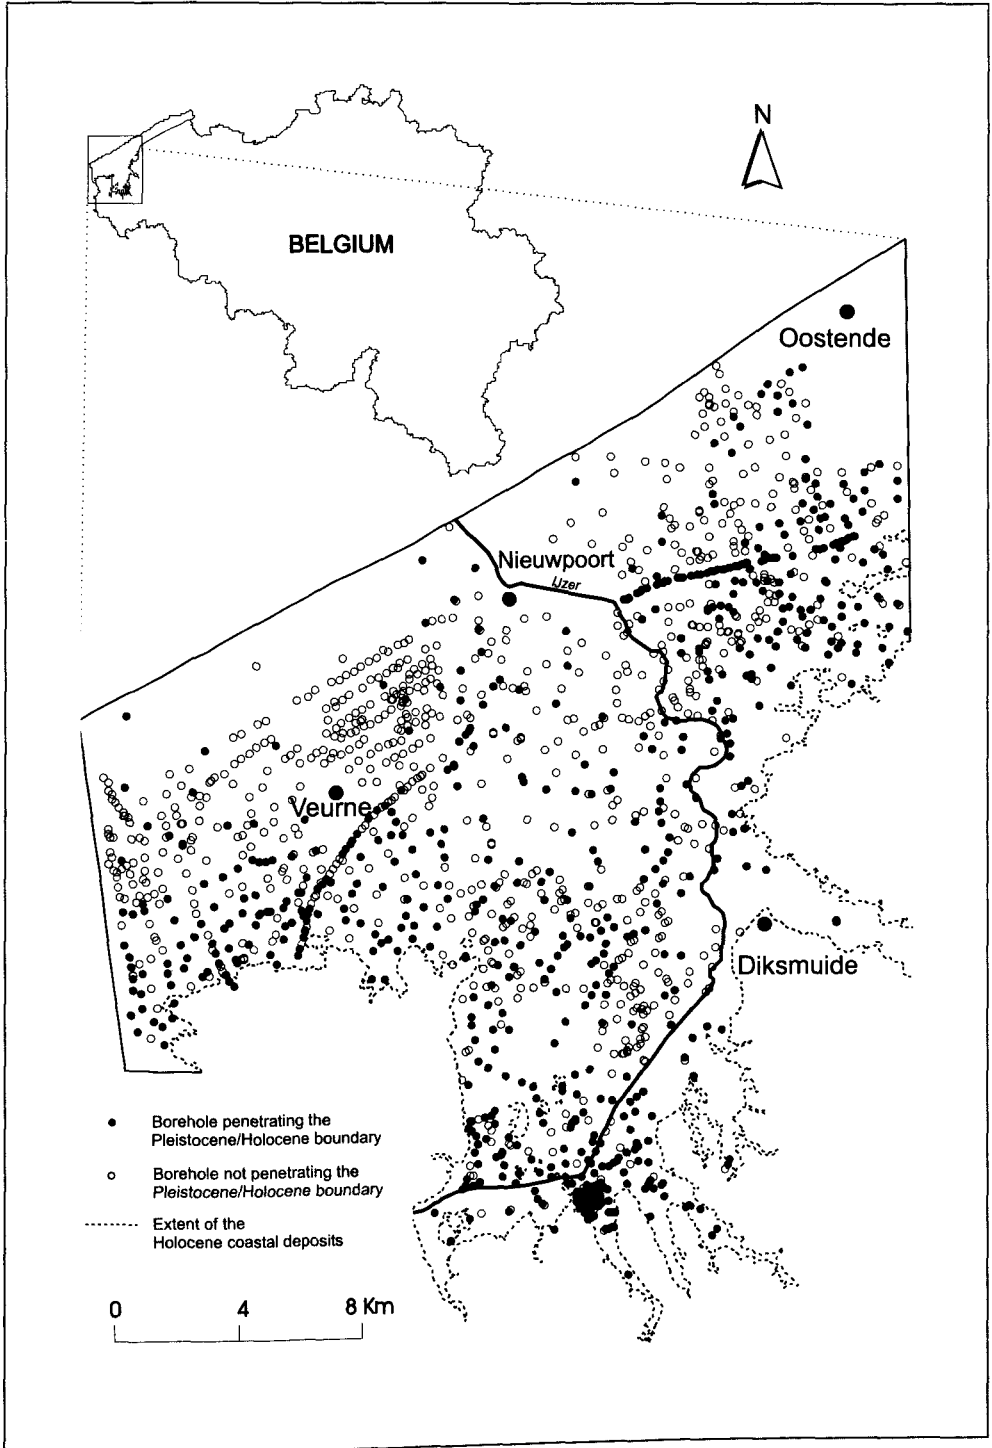 N
BELGIUM
Oostende
Nieuwpoort
IJzer
Veurne
Diksmuide
Borehole penetrating the
Pleistocene/Holocene boundary
Borehole not penetrating the
Pleistocene/Holocene boundary
Extent of the
Holocene coastal deposits
0 4 8 Km